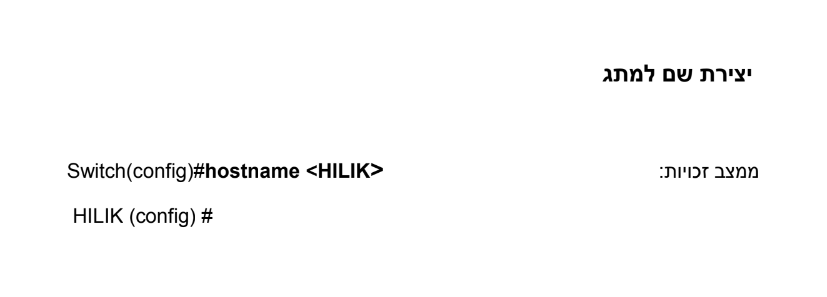 יצירת שם למתג
ממצב זכויות: Switch(config)#hostname <HILIK>
HILIK (config) #